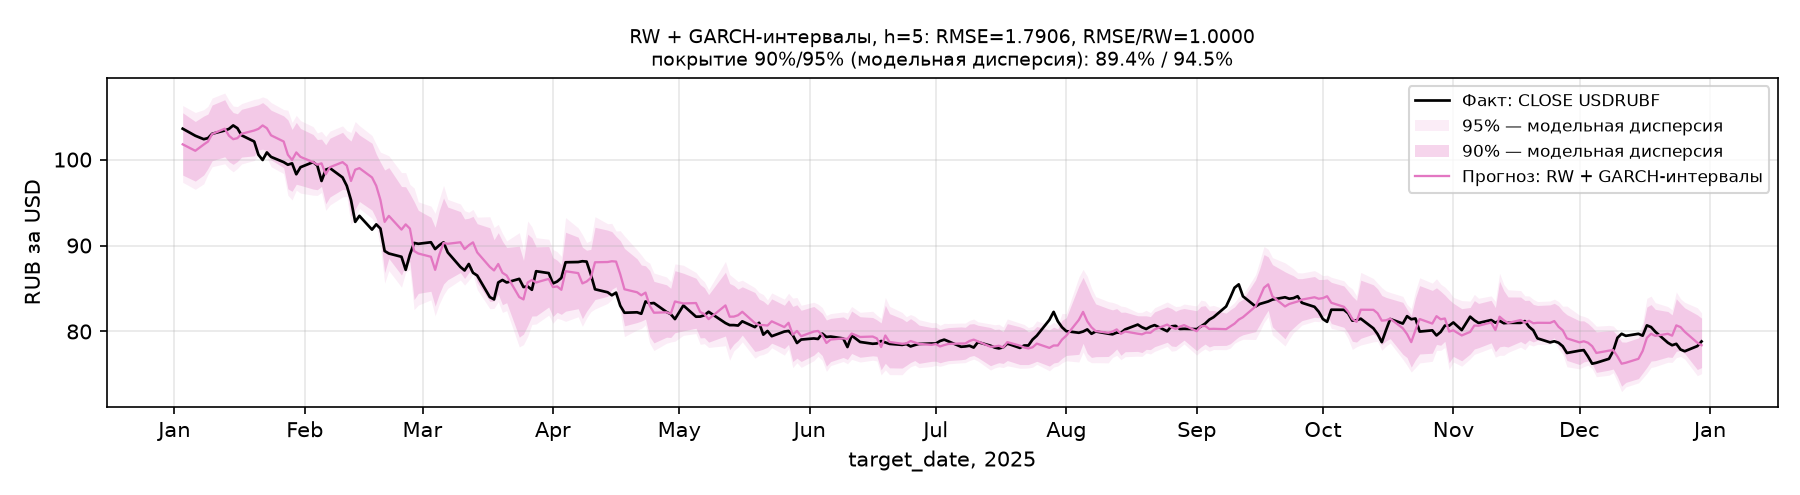 RW + GARCH-интервалы, h=5: RMSE=1.7906, RMSE/RW=1.0000
покрытие 90%/95% (модельная дисперсия): 89.4% / 94.5%
RUB за USD
100
90
80
Факт: CLOSE USDRUBF
95% — модельная дисперсия
90% — модельная дисперсия
Прогноз: RW + GARCH-интервалы
Jan Feb Mar Apr May Jun Jul Aug Sep Oct Nov Dec Jan
target_date, 2025